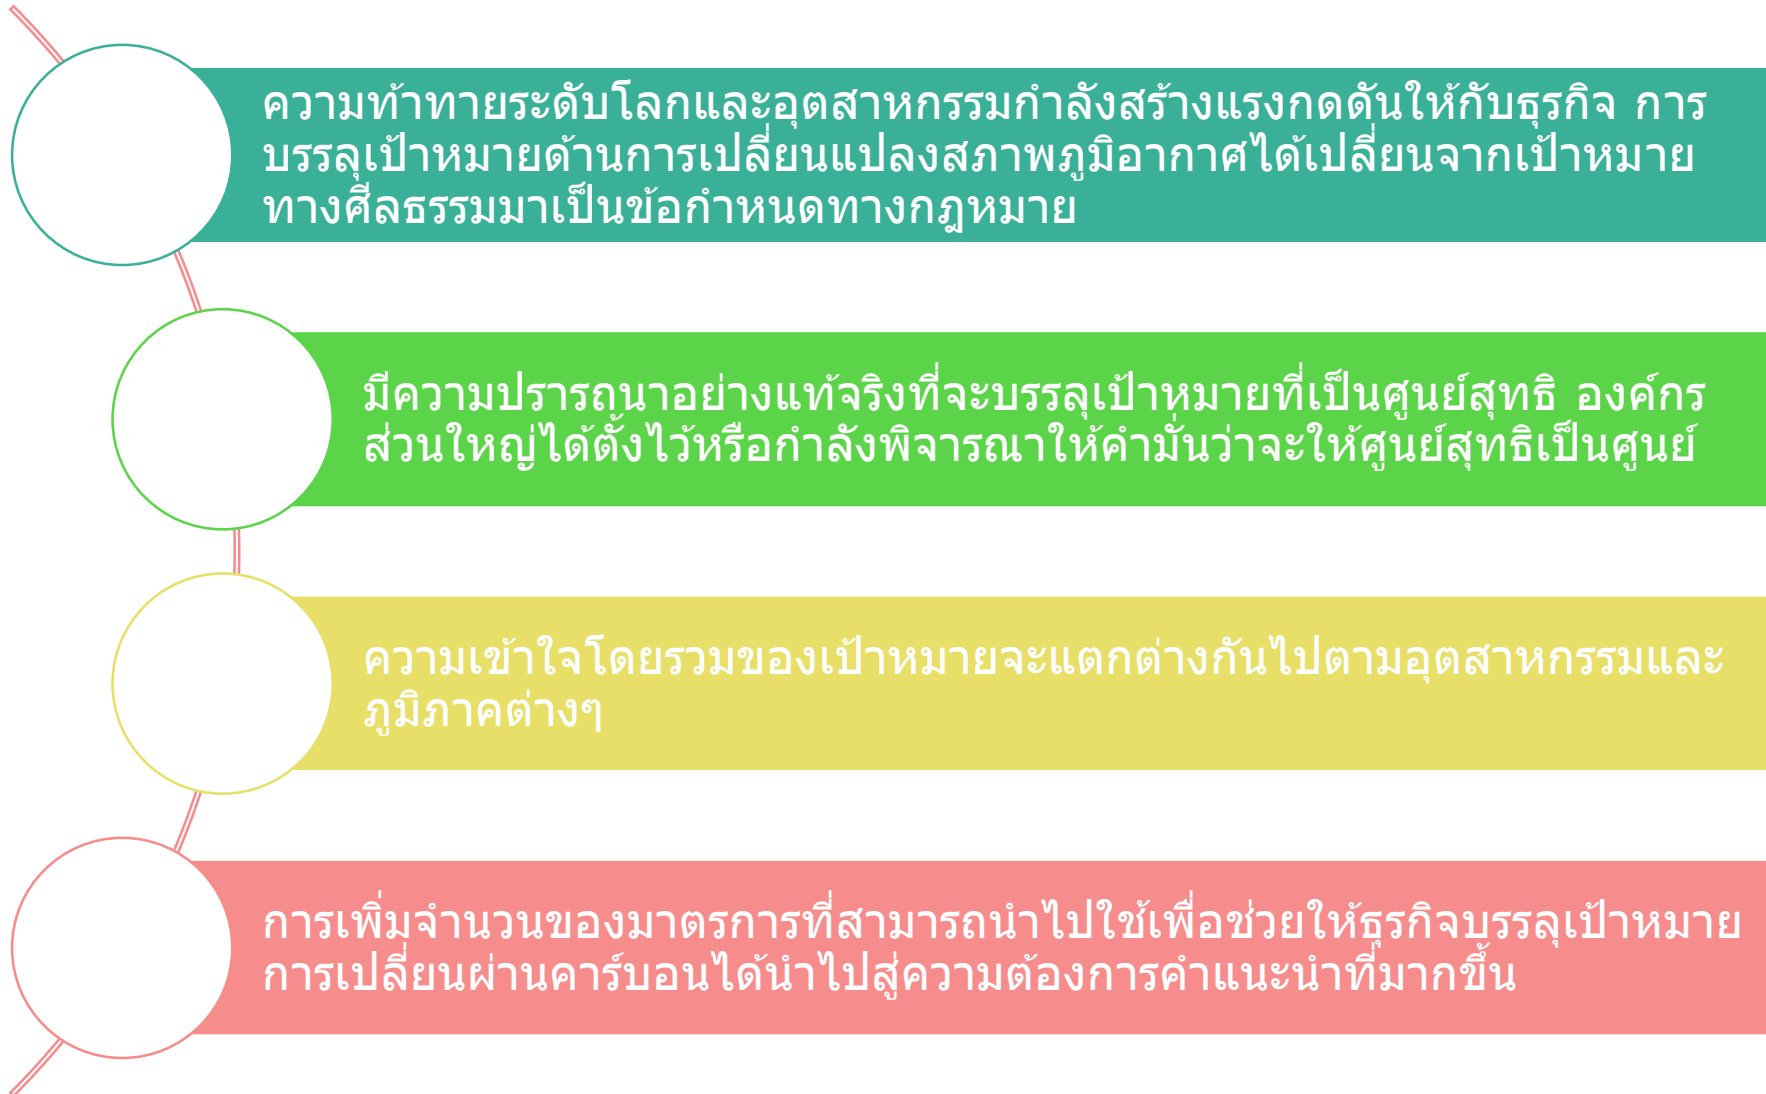 ความท้าทายระดับโลกและอุตสาหกรรมกำลังสร้างแรงกดดันให้กับธุรกิจ การ
บรรลุเป้าหมายด้านการเปลี่ยนแปลงสภาพภูมิอากาศได้เปลี่ยนจากเป้าหมาย
ทางศีลธรรมมาเป็นข้อกำหนดทางกฎหมาย
มีความปรารถนาอย่างแท้จริงที่จะบรรลุเป้าหมายที่เป็นศูนย์สุทธิ องค์กร
ส่วนใหญ่ได้ตั้งไว้หรือกำลังพิจารณาให้คำมั่นว่าจะให้ศูนย์สุทธิเป็นศูนย์
ความเข้าใจโดยรวมของเป้าหมายจะแตกต่างกันไปตามอุตสาหกรรมและ
ภูมิภาคต่างๆ
การเพิ่มจำนวนของมาตรการที่สามารถนำไปใช้เพื่อช่วยให้ธุรกิจบรรลุเป้าหมาย
การเปลี่ยนผ่านคาร์บอนได้นำไปสู่ความต้องการคำแนะนำที่มากขึ้น